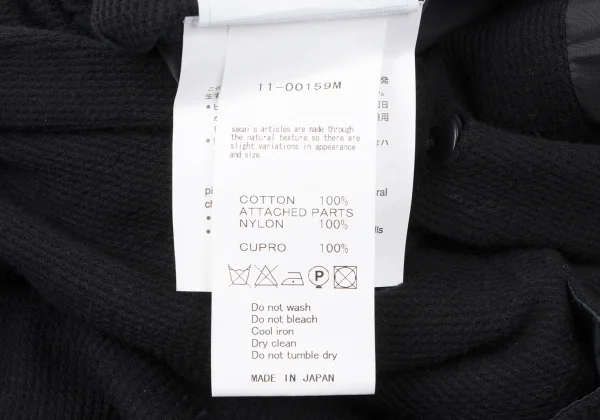 11-00159M
sacai's articles are made through
the natural texture so there are
slight variations in appearance
and size.
COTTON 100%
ATTACHED PARTS
NYLON 100%
CUPRO 100%
P
Do not wash
Do not bleach
Cool iron
Dry clean
Do not tumble dry
MADE IN JAPAN